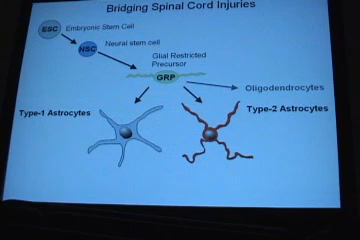 Bridging Spinal Cord Injuries
ESC Embryonic Stem Cell
NSC Neural stem cell
Glial Restricted
Precursor
GRP
Oligodendrocytes
Type-1 Astrocytes
Type-2 Astrocytes